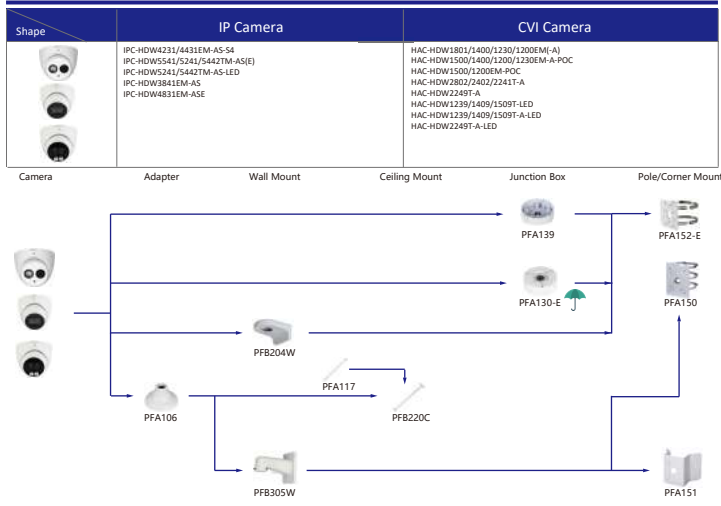 Shape
IP Camera
CVI Camera
IPC-HDW4231/4431EM-AS-S4
IPC-HDW5541/5241/5442TM-AS(E)
IPC-HDW5241/5442TM-AS-LED
IPC-HDW3841EM-AS
IPC-HDW4831EM-ASE
HAC-HDW1801/1400/1230/1200EM(-A)
HAC-HDW1500/1400/1200/1230EM-A-POC
HAC-HDW1500/1200EM-POC
HAC-HDW2802/2402/2241T-A
HAC-HDW2249T-A
HAC-HDW1239/1409/1509T-LED
HAC-HDW1239/1409/1509T-A-LED
HAC-HDW2249T-A-LED
Camera
Adapter
Wall Mount
Ceiling Mount
Junction Box
Pole/Corner Mount
PFA139
PFA152-E
PFA130-E
PFA150
PFB204W
PFA117
PFA106
PFB220C
PFB305W
PFA151